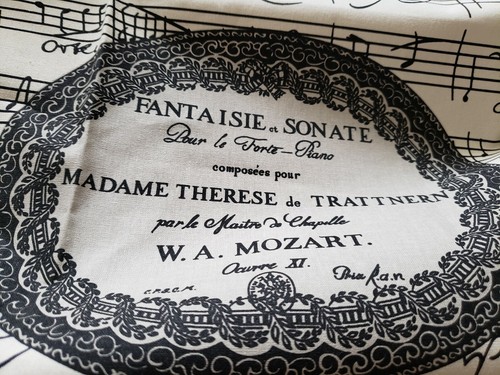 FANTAISIE et SONATE
Pour le Forte-Piano
composées pour
MADAME THERESE de TRATTNERN
par le Maitre de Chapelle
W. A. MOZART.
Oeuvre XI.